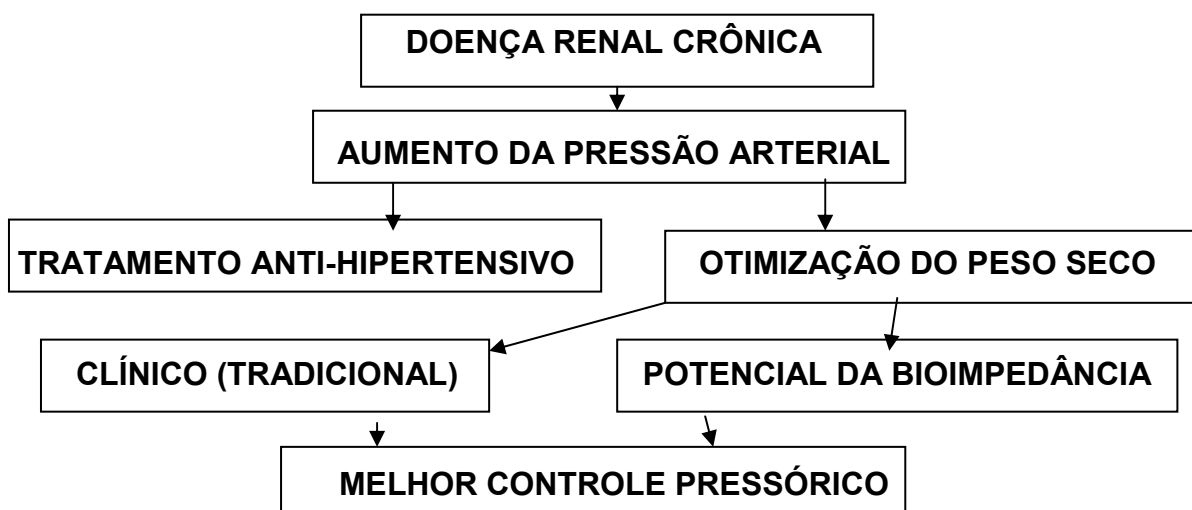 DOENÇA RENAL CRÔNICA
AUMENTO DA PRESSÃO ARTERIAL
TRATAMENTO ANTI-HIPERTENSIVO
OTIMIZAÇÃO DO PESO SECO
CLÍNICO (TRADICIONAL)
POTENCIAL DA BIOIMPEDÂNCIA
MELHOR CONTROLE PRESSÓRICO